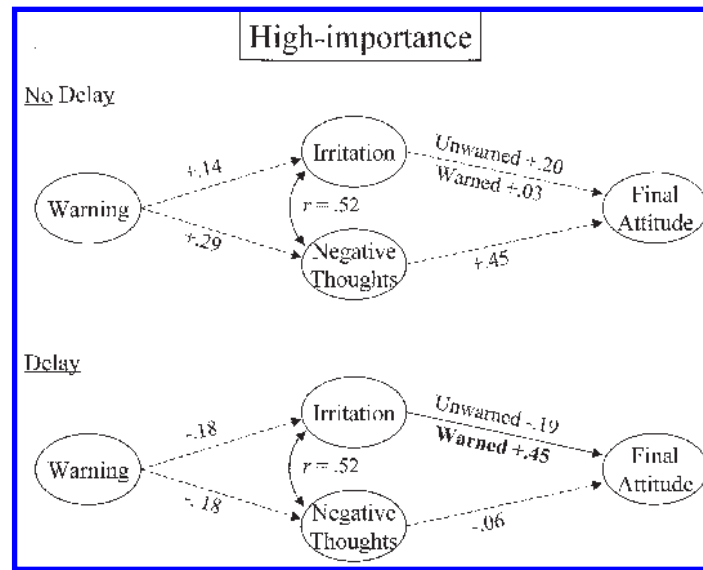 High-importance
No Delay
Irritation
Unwarned +.20
+.14
Warned +.03
Warning
r = .52
Final
Attitude
+.29
Negative
Thoughts
+.45
Delay
Irritation
Unwarned -.19
-.18
Warned +.45
Warning
r = .52
Final
Attitude
-.18
Negative
Thoughts
-.06